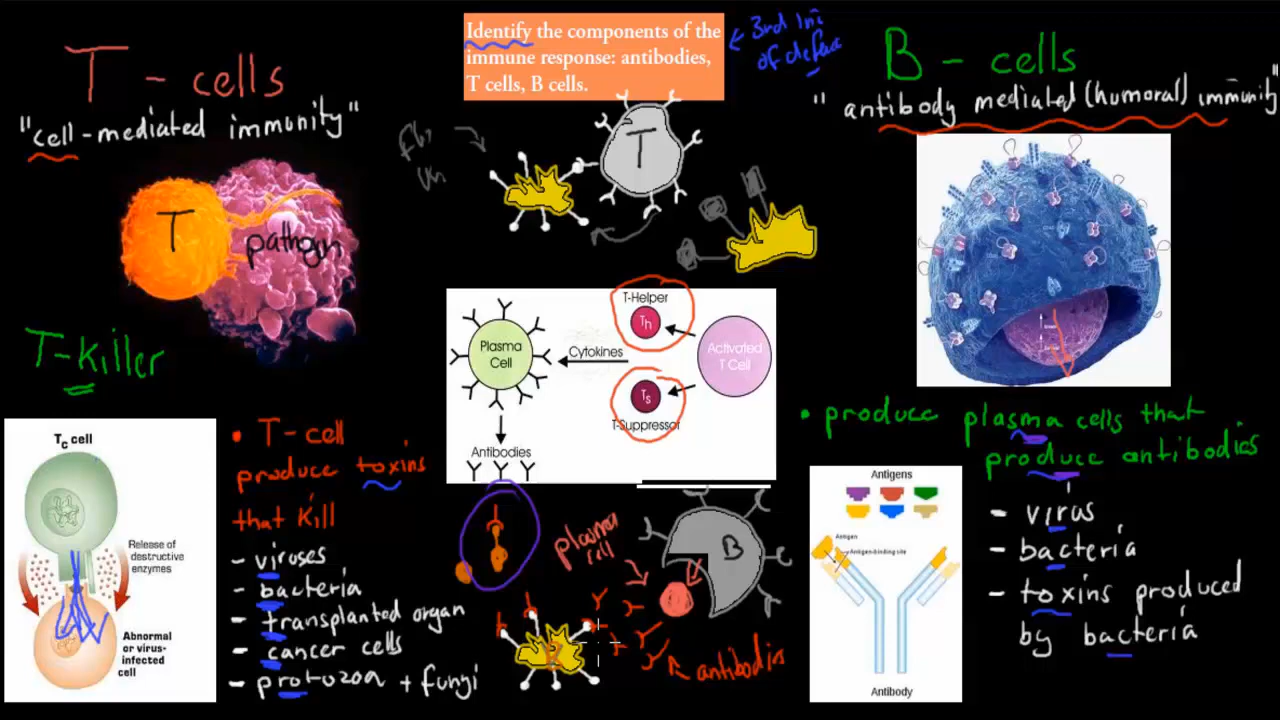 Identify the components of the
immune response: antibodies,
T cells, B cells.
3rd line
of defence
T - cells
"cell-mediated immunity"
T
pathogn
T-Killer
Tc cell
Release of
destructive
enzymes
Abnormal
or virus-
infected
cell
• T-cell
produce toxins
that Kill
- viruses
- bacteria
- transplanted organ
- cancer cells
- protozoa + fungi
T
T-Helper
Th
Plasma
Cell
Cytokines
Activated
T Cell
Ts
T-Suppressor
Antibodies
plasma
cell
B
antibodies
B - cells
"antibody mediated (humoral) immunity"
• produce plasma cells that
produce antibodies
Antigens
Antigen
Antigen-binding site
Antibody
- virus
- bacteria
- toxins produced
by bacteria